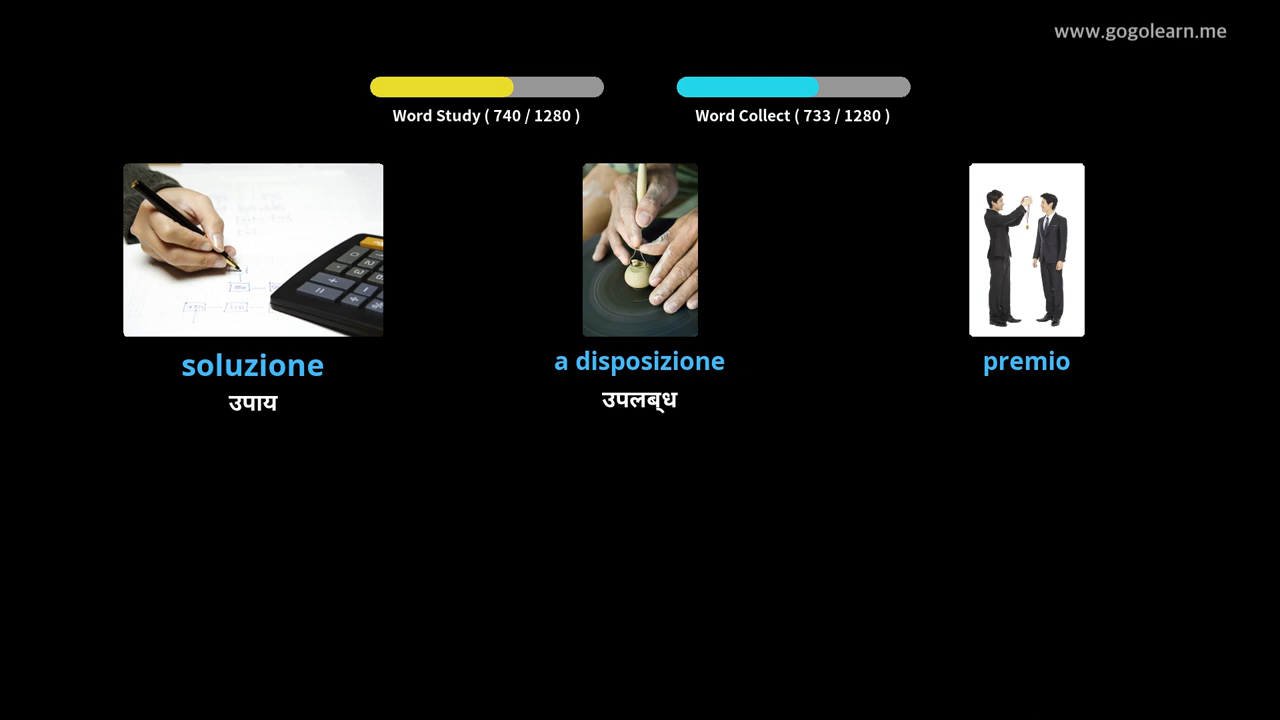 www.gogolearn.me
Word Study ( 740 / 1280 )
Word Collect ( 733 / 1280 )
soluzione
उपाय
a disposizione
उपलब्ध
premio